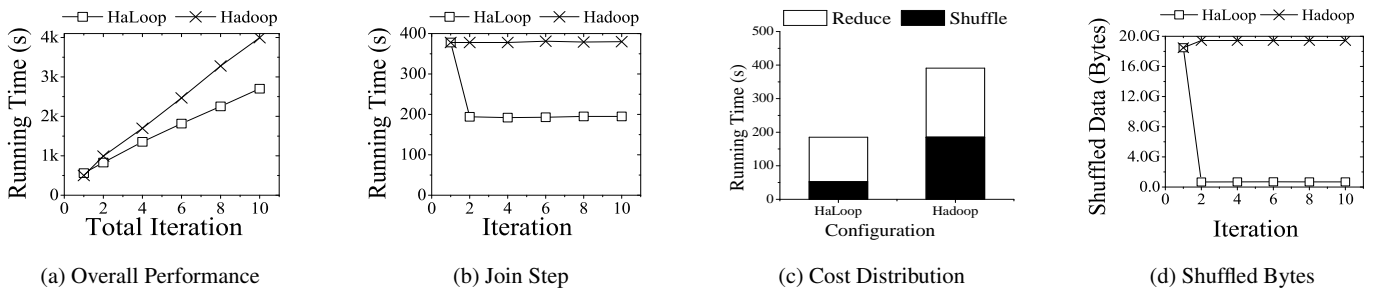 HaLoop Hadoop
Running Time (s)
4k
3k
2k
1k
0
0 2 4 6 8 10
Total Iteration
(a) Overall Performance
HaLoop Hadoop
Running Time (s)
400
300
200
100
0
0 2 4 6 8 10
Iteration
(b) Join Step
Reduce Shuffle
Running Time (s)
500
400
300
200
100
0
HaLoop Hadoop
Configuration
(c) Cost Distribution
HaLoop Hadoop
Shuffled Data (Bytes)
20.0G
16.0G
12.0G
8.0G
4.0G
0.0
0 2 4 6 8 10
Iteration
(d) Shuffled Bytes